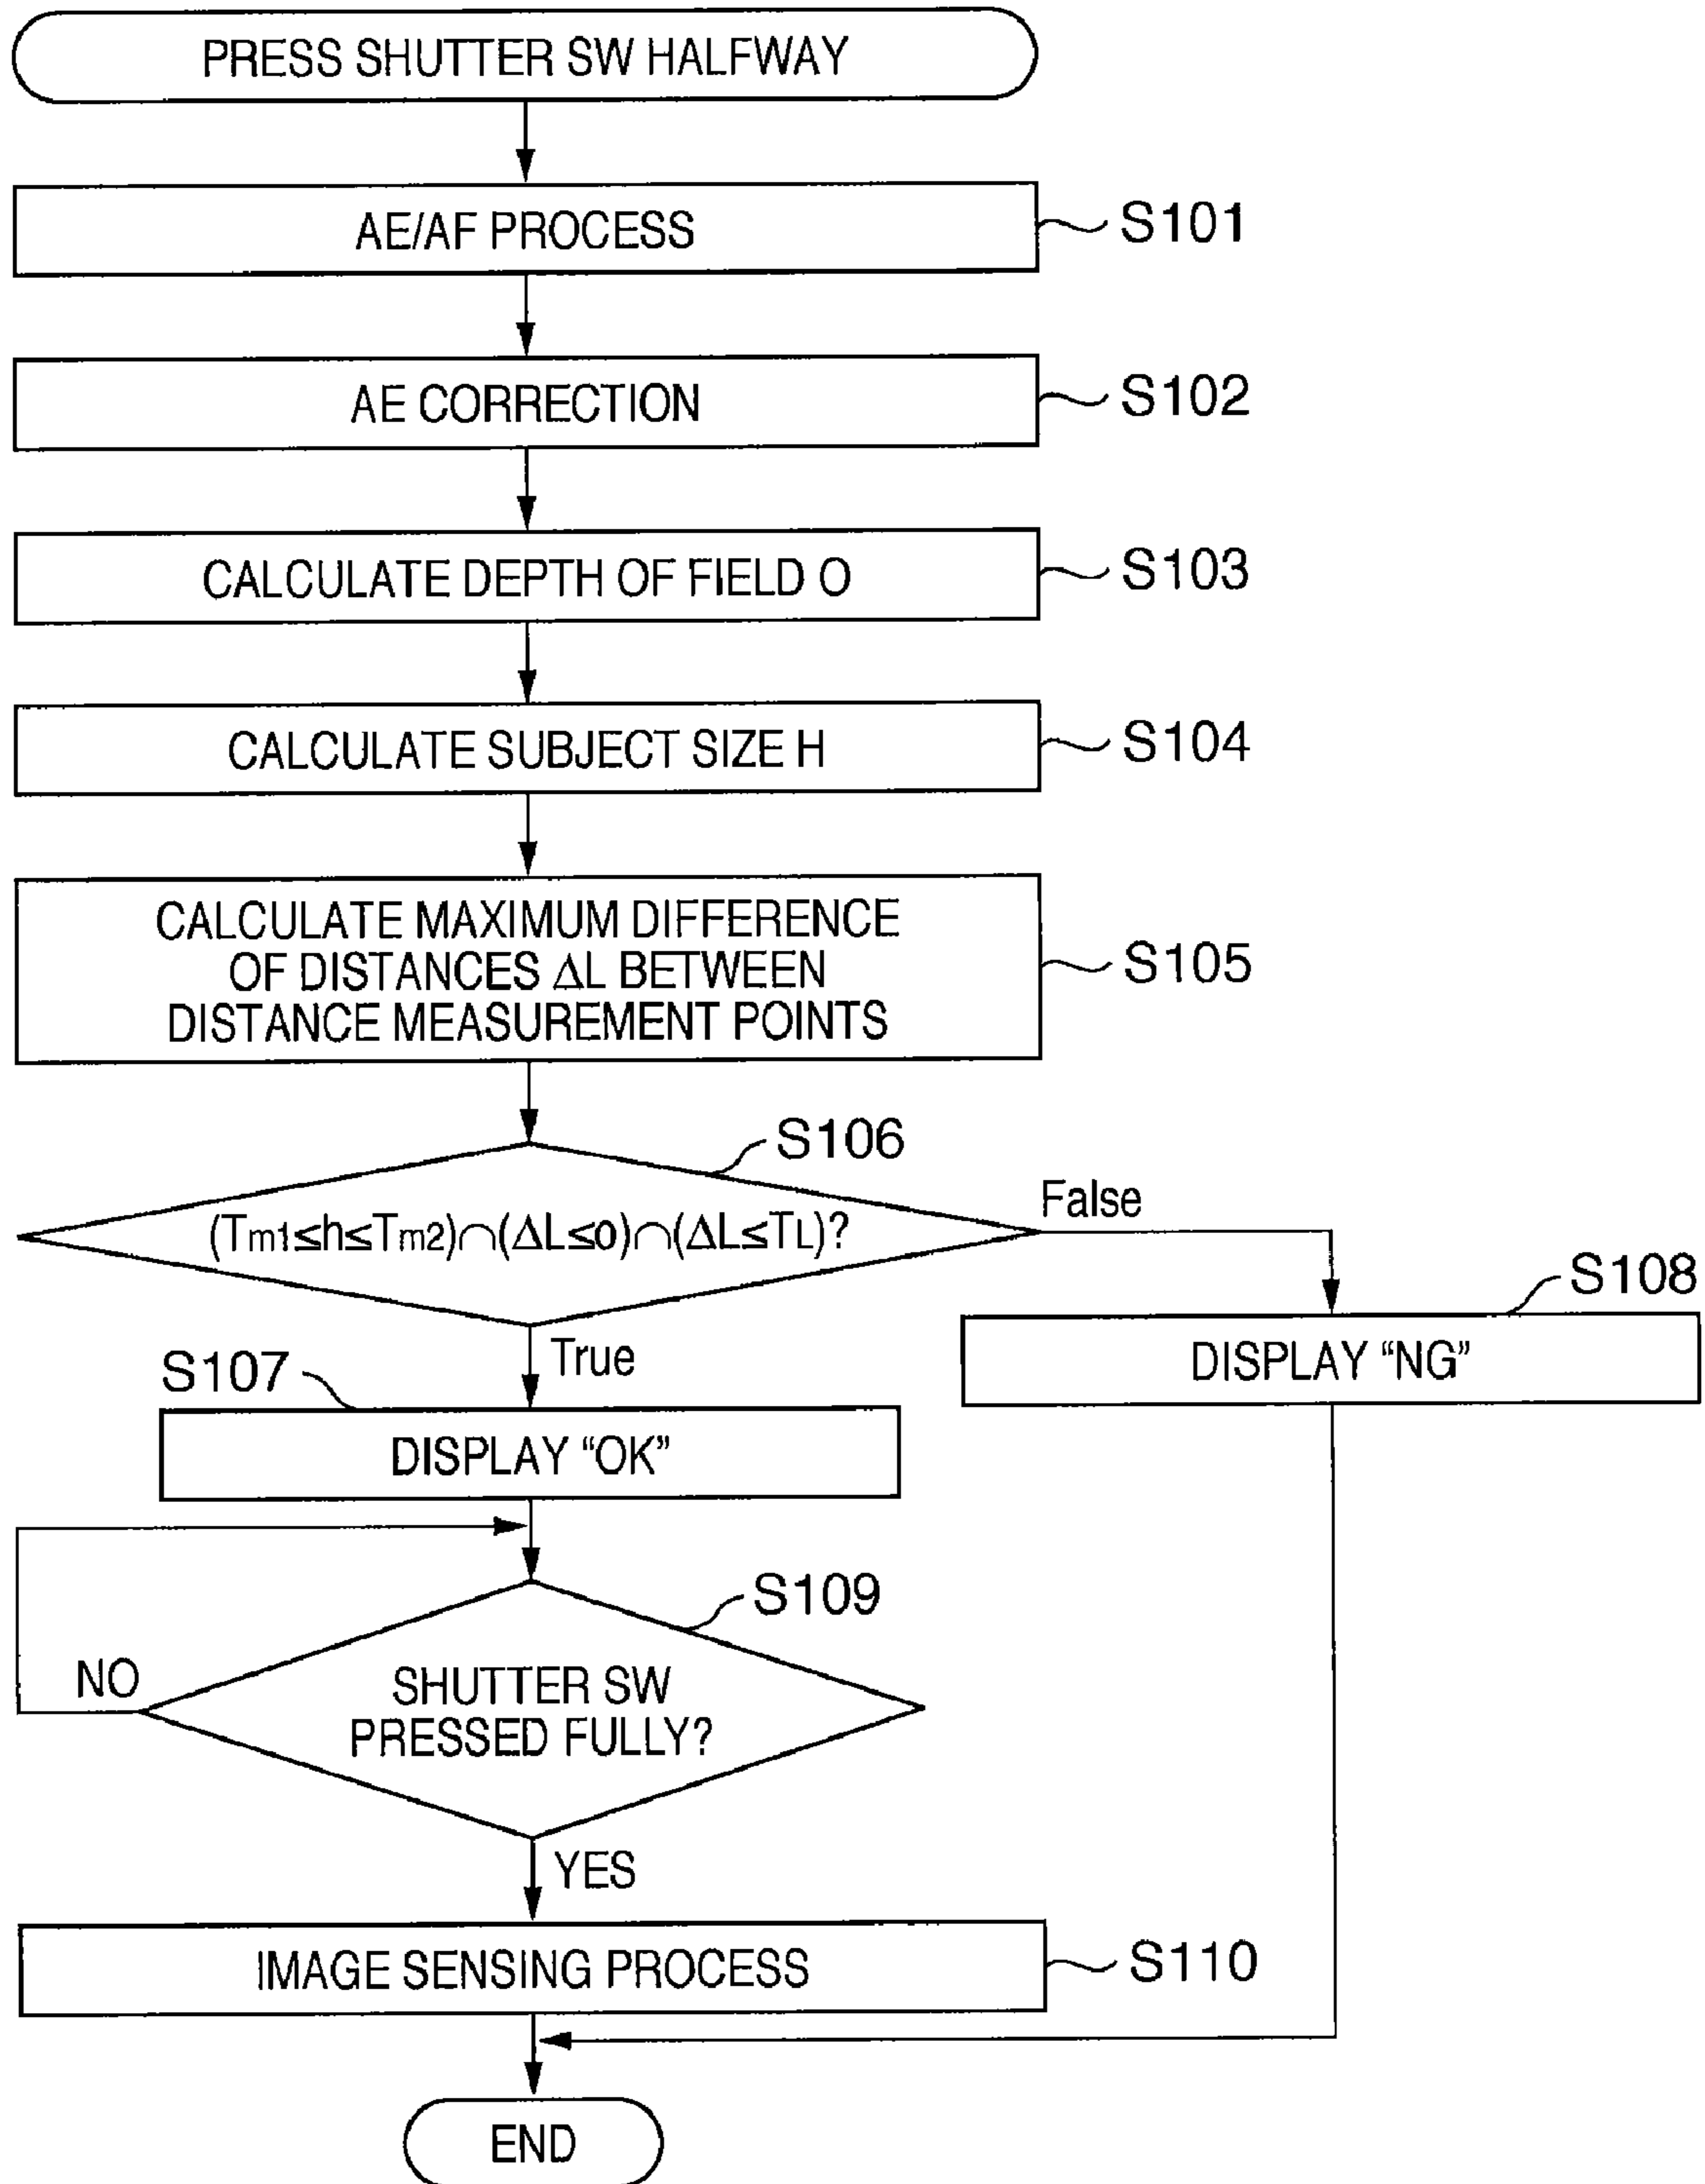 PRESS SHUTTER SW HALFWAY
AE/AF PROCESS
S101
AE CORRECTION
S102
CALCULATE DEPTH OF FIELD O
S103
CALCULATE SUBJECT SIZE H
S104
CALCULATE MAXIMUM DIFFERENCE
OF DISTANCES ΔL BETWEEN
DISTANCE MEASUREMENT POINTS
S105
S106
(Tm1≤h≤Tm2)∩(ΔL≤o)∩(ΔL≤TL)?
False
True
S107
DISPLAY “OK”
S108
DISPLAY “NG”
S109
SHUTTER SW
PRESSED FULLY?
NO
YES
IMAGE SENSING PROCESS
S110
END